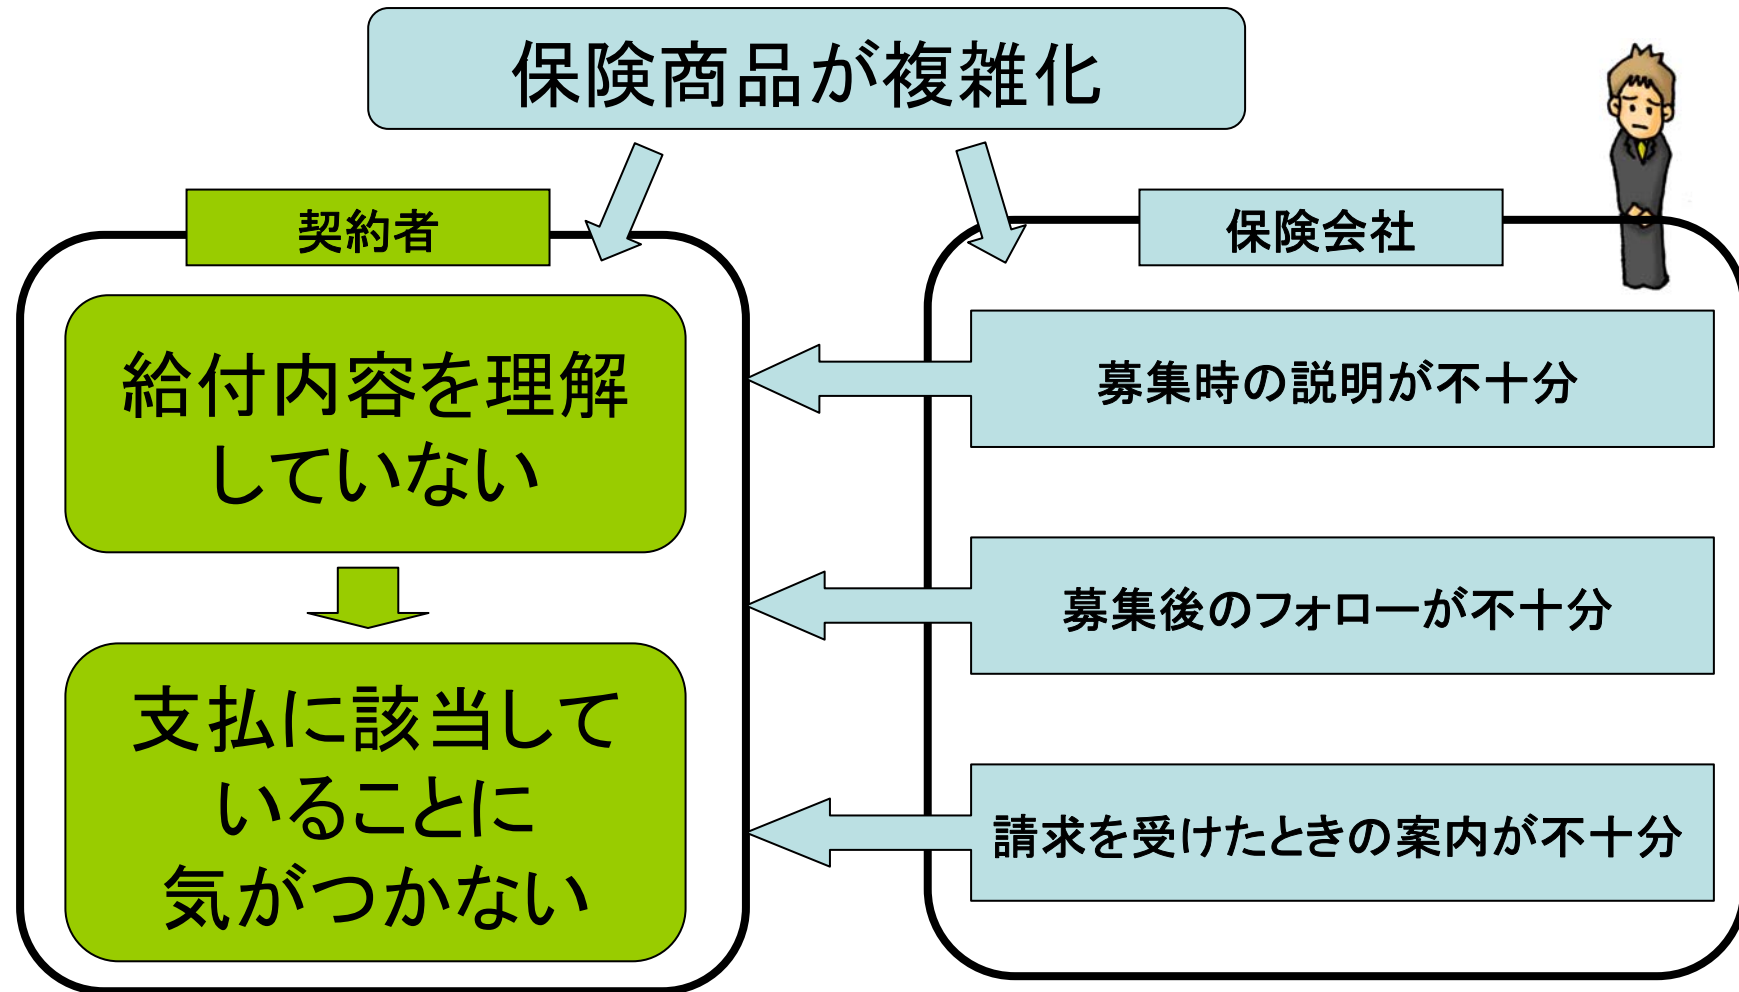 保険商品が複雑化
契約者
給付内容を理解
していない
支払に該当して
いることに
気がつかない
保険会社
募集時の説明が不十分
募集後のフォローが不十分
請求を受けたときの案内が不十分